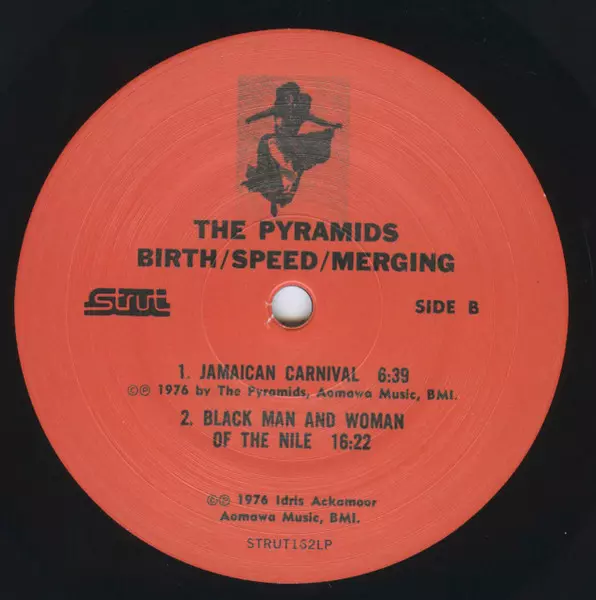 THE PYRAMIDS
BIRTH/SPEED/MERGING
strut
SIDE B
1. JAMAICAN CARNIVAL 6:39
©℗ 1976 by The Pyramids, Aomawa Music, BMI.
2. BLACK MAN AND WOMAN
OF THE NILE 16:22
©℗ 1976 Idris Ackamoor
Aomawa Music, BMI.
STRUT162LP